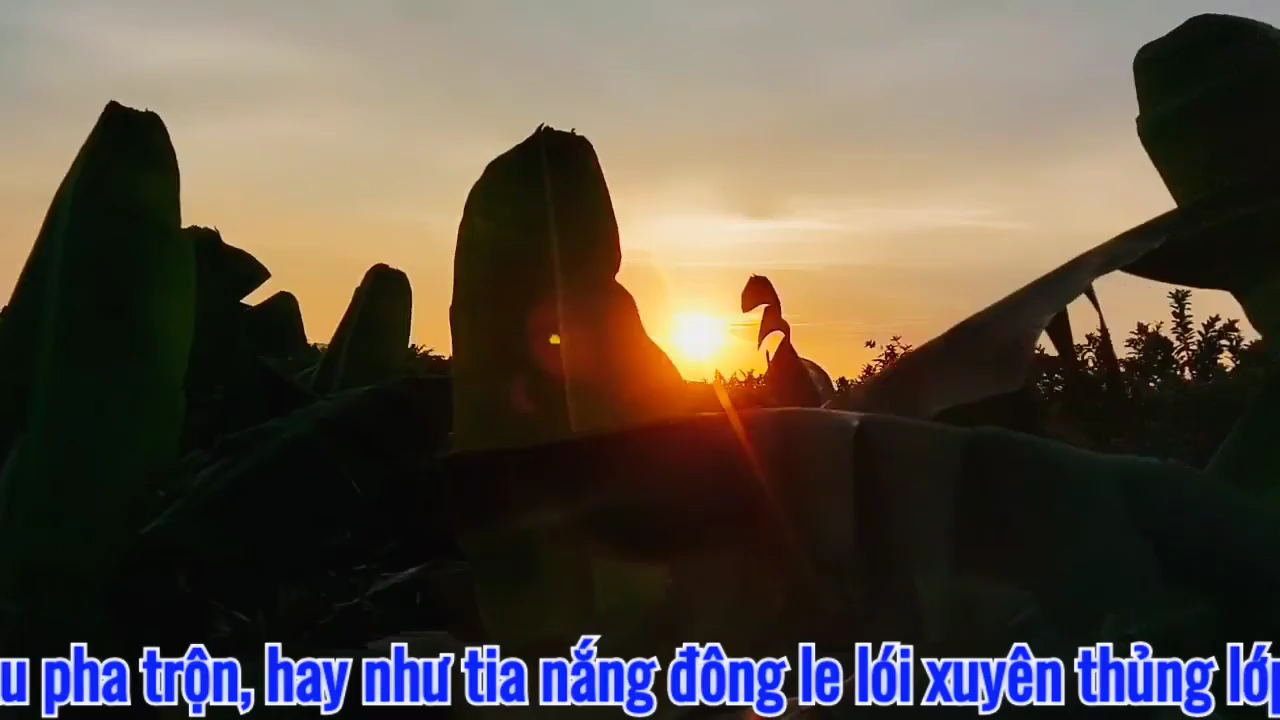 u pha trộn, hay như tia nắng đông le lói xuyên thủng lớp